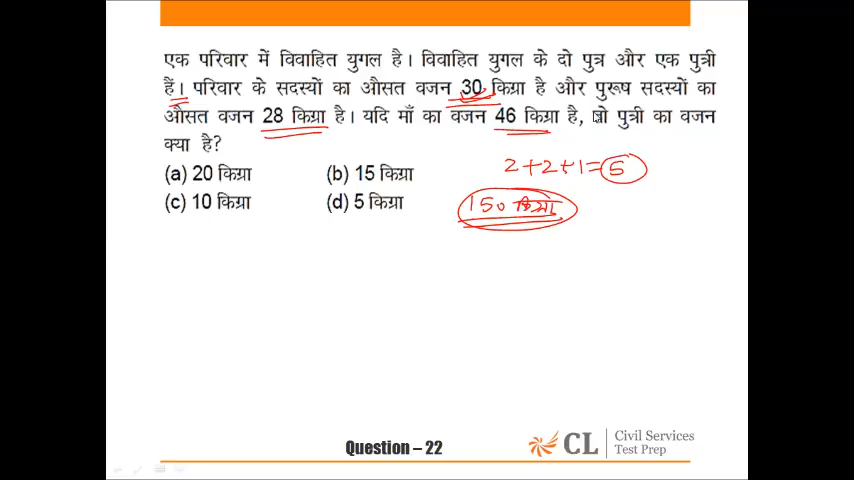 एक परिवार में विवाहित युगल है। विवाहित युगल के दो पुत्र और एक पुत्री
हैं। परिवार के सदस्यों का औसत वजन 30 किग्रा है और पुरूष सदस्यों का
औसत वजन 28 किग्रा है। यदि माँ का वजन 46 किग्रा है, तो पुत्री का वजन
क्या है?
2+2+1=5
(a) 20 किग्रा (b) 15 किग्रा
(c) 10 किग्रा (d) 5 किग्रा
150 किग्रा
Question – 22
CL Civil Services
Test Prep